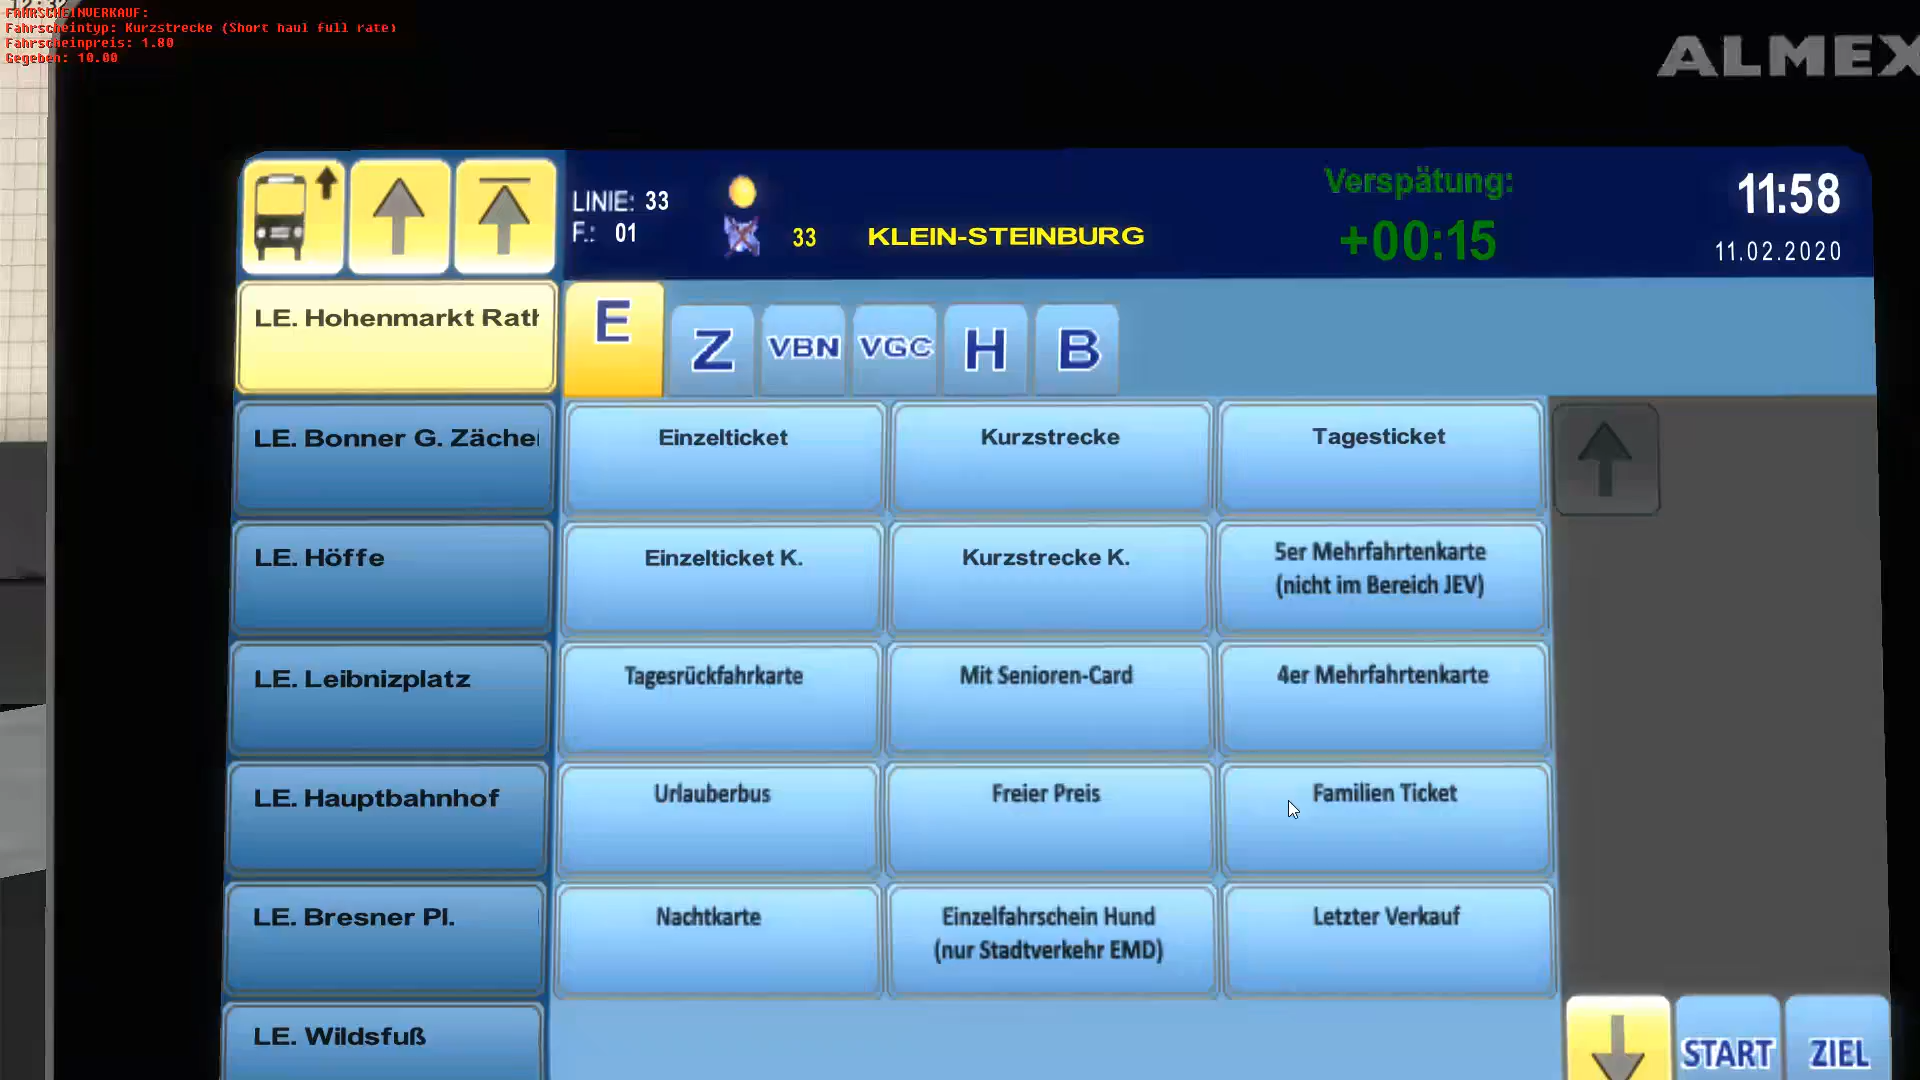 FAHRSCHEINVERKAUF:
Fahrscheintyp: Kurzstrecke (Short haul full rate)
Fahrscheinpreis: 1.80
Gegeben: 10.00
ALMEX
LINIE: 33
F.: 01
33 KLEIN-STEINBURG
Verspätung:
+00:15
11:58
11.02.2020
LE. Hohenmarkt Rath
E Z VBN VGC H B
LE. Bonner G. Zächer
LE. Höffe
LE. Leibnizplatz
LE. Hauptbahnhof
LE. Bresner Pl.
LE. Wildsfuß
Einzelticket
Kurzstrecke
Tagesticket
Einzelticket K.
Kurzstrecke K.
5er Mehrfahrtenkarte
(nicht im Bereich JEV)
Tagesrückfahrkarte
Mit Senioren-Card
4er Mehrfahrtenkarte
Urlauberbus
Freier Preis
Familien Ticket
Nachtkarte
Einzelfahrschein Hund
(nur Stadtverkehr EMD)
Letzter Verkauf
START
ZIEL